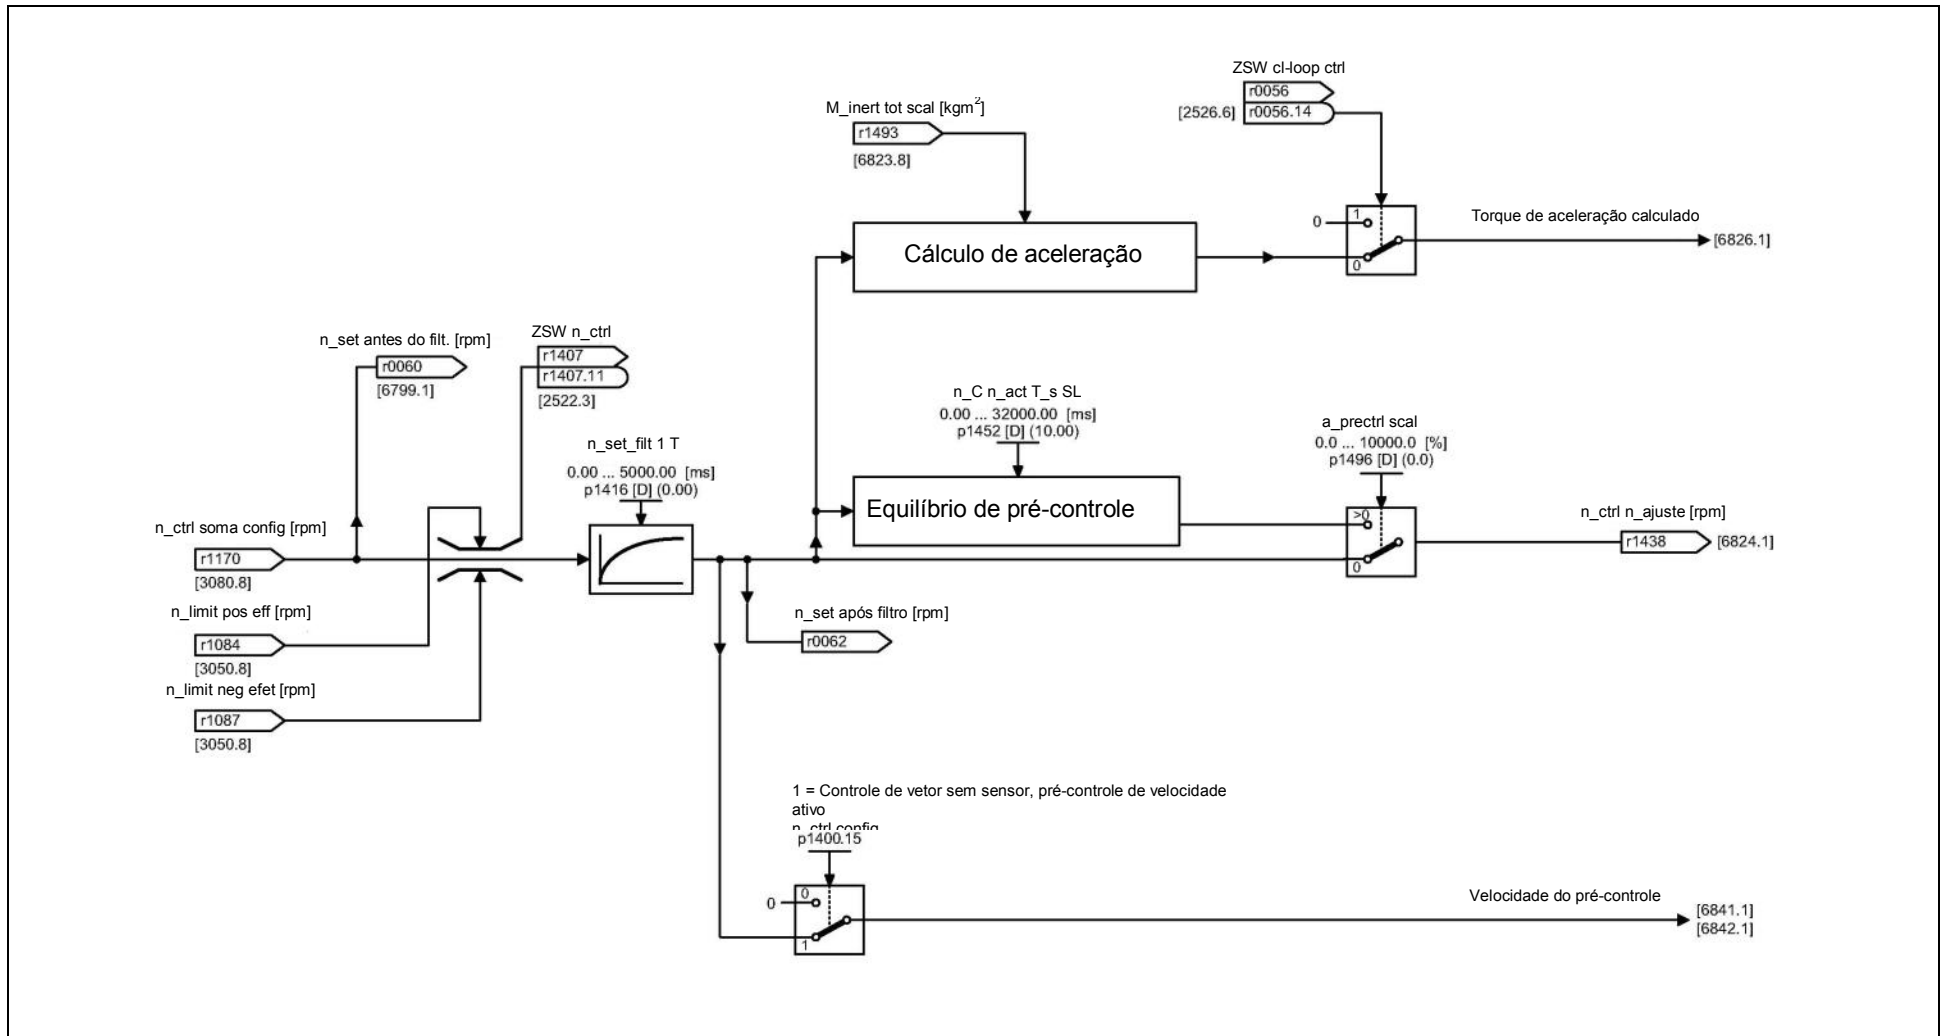 ZSW cl-loop ctrl
r0056
[2526.6] r0056.14
M_inert tot scal [kgm²]
r1493
[6823.8]
0
1
0
Torque de aceleração calculado
[6826.1]
Cálculo de aceleração
n_set antes do filt. [rpm]
r0060
[6799.1]
ZSW n_ctrl
r1407
r1407.11
[2522.3]
n_C n_act T_s SL
0.00 ... 32000.00 [ms]
p1452 [D] (10.00)
a_prectrl scal
0.0 ... 10000.0 [%]
p1496 [D] (0.0)
n_set_filt 1 T
0.00 ... 5000.00 [ms]
p1416 [D] (0.00)
Equilíbrio de pré-controle
>0
0
n_ctrl n_ajuste [rpm]
r1438
[6824.1]
n_ctrl soma config [rpm]
r1170
[3080.8]
n_limit pos eff [rpm]
r1084
[3050.8]
n_limit neg efet [rpm]
r1087
[3050.8]
n_set após filtro [rpm]
r0062
1 = Controle de vetor sem sensor, pré-controle de velocidade
ativo
n_ctrl config
p1400.15
0
0
1
Velocidade do pré-controle
[6841.1]
[6842.1]